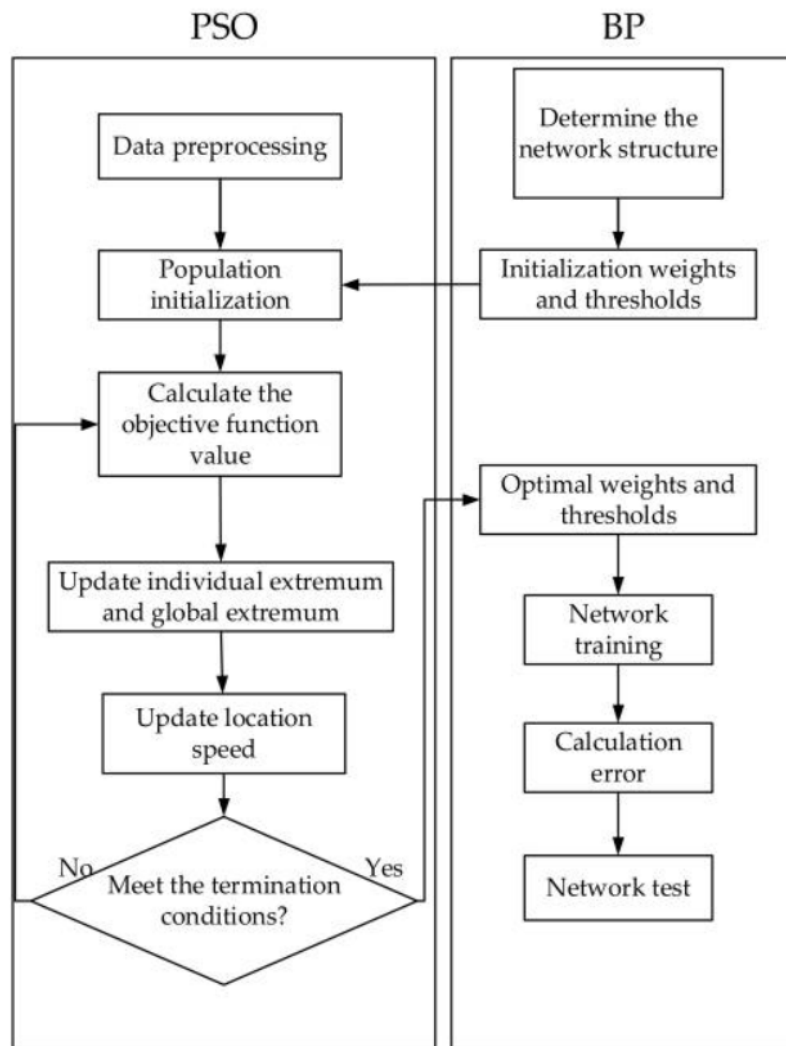 PSO
Data preprocessing
Population
initialization
Calculate the
objective function
value
Update individual extremum
and global extremum
Update location
speed
No
Yes
Meet the termination
conditions?
BP
Determine the
network structure
Initialization weights
and thresholds
Optimal weights and
thresholds
Network
training
Calculation
error
Network test